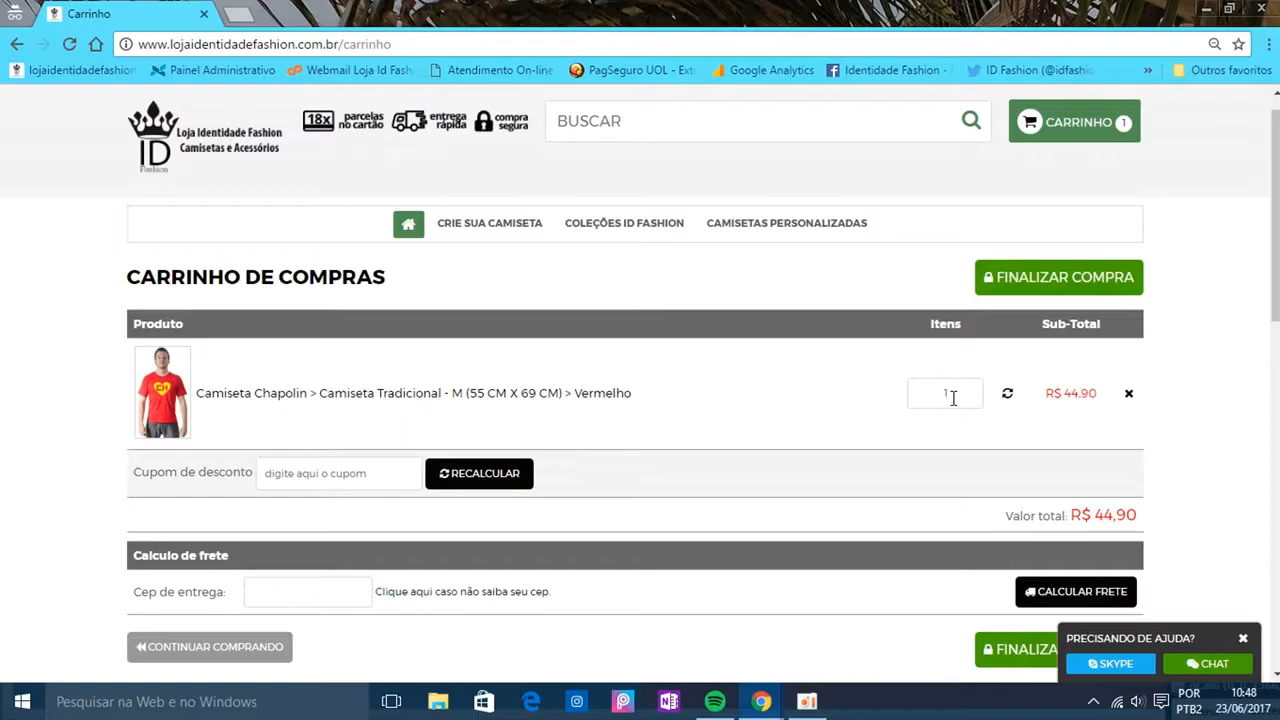 Carrinho
www.lojaidentidadefashion.com.br/carrinho
lojaidentidadefashion
Painel Administrativo
Webmail Loja Id Fash
Atendimento On-line
PagSeguro UOL - Ext
Google Analytics
Identidade Fashion -
ID Fashion (@idfashic
»
Outros favoritos
ID
Fashion
Loja Identidade Fashion
Camisetas e Acessórios
18x parcelas no cartão
entrega rápida
compra segura
BUSCAR
CARRINHO 1
CRIE SUA CAMISETA
COLEÇÕES ID FASHION
CAMISETAS PERSONALIZADAS
CARRINHO DE COMPRAS
FINALIZAR COMPRA
Produto Itens Sub-Total
CH
Camiseta Chapolin > Camiseta Tradicional - M (55 CM X 69 CM) > Vermelho 1 R$ 44,90
Cupom de desconto digite aqui o cupom RECALCULAR
Valor total: R$ 44,90
Calculo de frete
Cep de entrega: Clique aqui caso não saiba seu cep. CALCULAR FRETE
CONTINUAR COMPRANDO
FINALIZA
PRECISANDO DE AJUDA?
SKYPE
CHAT
Pesquisar na Web e no Windows
POR
PTB2
10:48
23/06/2017